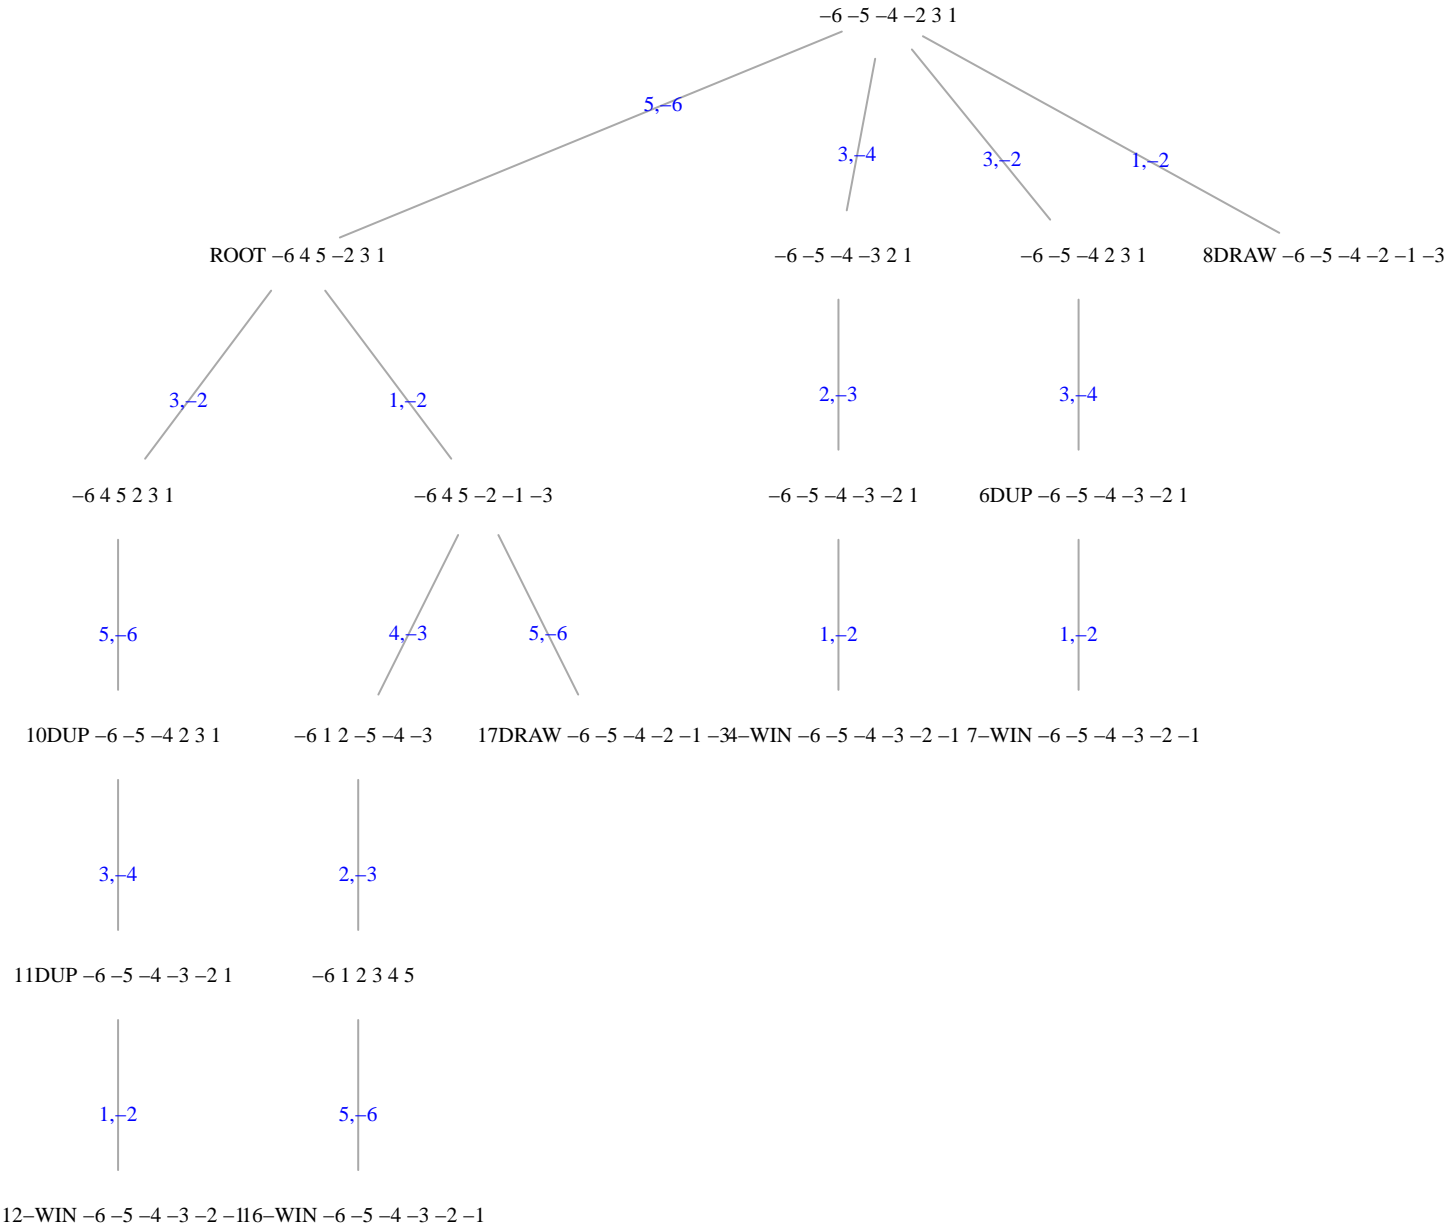 −6 −5 −4 −2 3 1
5,−6
3,−4
3,−2
1,−2
ROOT −6 4 5 −2 3 1
−6 −5 −4 −3 2 1
−6 −5 −4 2 3 1
8DRAW −6 −5 −4 −2 −1 −3
3,−2
1,−2
2,−3
3,−4
−6 4 5 2 3 1
−6 4 5 −2 −1 −3
−6 −5 −4 −3 −2 1
6DUP −6 −5 −4 −3 −2 1
5,−6
4,−3
5,−6
1,−2
1,−2
10DUP −6 −5 −4 2 3 1
−6 1 2 −5 −4 −3
17DRAW −6 −5 −4 −2 −1 −3
4−WIN −6 −5 −4 −3 −2 −1
7−WIN −6 −5 −4 −3 −2 −1
3,−4
2,−3
11DUP −6 −5 −4 −3 −2 1
−6 1 2 3 4 5
1,−2
5,−6
12−WIN −6 −5 −4 −3 −2 −1
16−WIN −6 −5 −4 −3 −2 −1